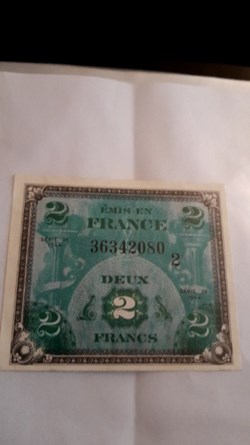 2 2
ÉMIS EN
FRANCE
36342080 2
DEUX
2
FRANCS
2 2